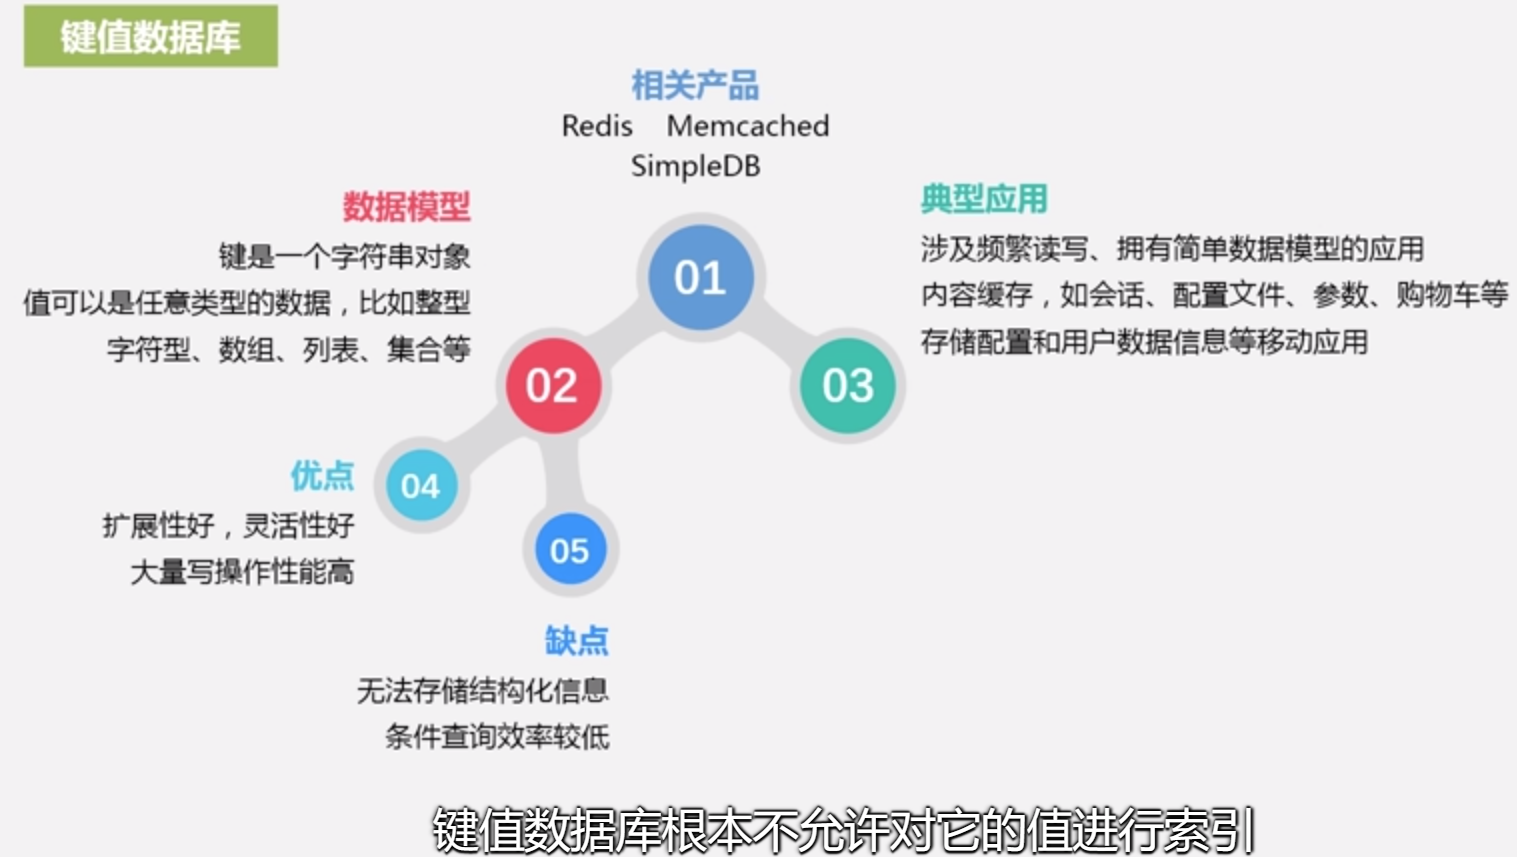 键值数据库
相关产品
Redis Memcached
SimpleDB
数据模型
键是一个字符串对象
值可以是任意类型的数据，比如整型
字符型、数组、列表、集合等
典型应用
涉及频繁读写、拥有简单数据模型的应用
内容缓存，如会话、配置文件、参数、购物车等
存储配置和用户数据信息等移动应用
01
02
03
优点
扩展性好，灵活性好
大量写操作性能高
04
05
缺点
无法存储结构化信息
条件查询效率较低
键值数据库根本不允许对它的值进行索引